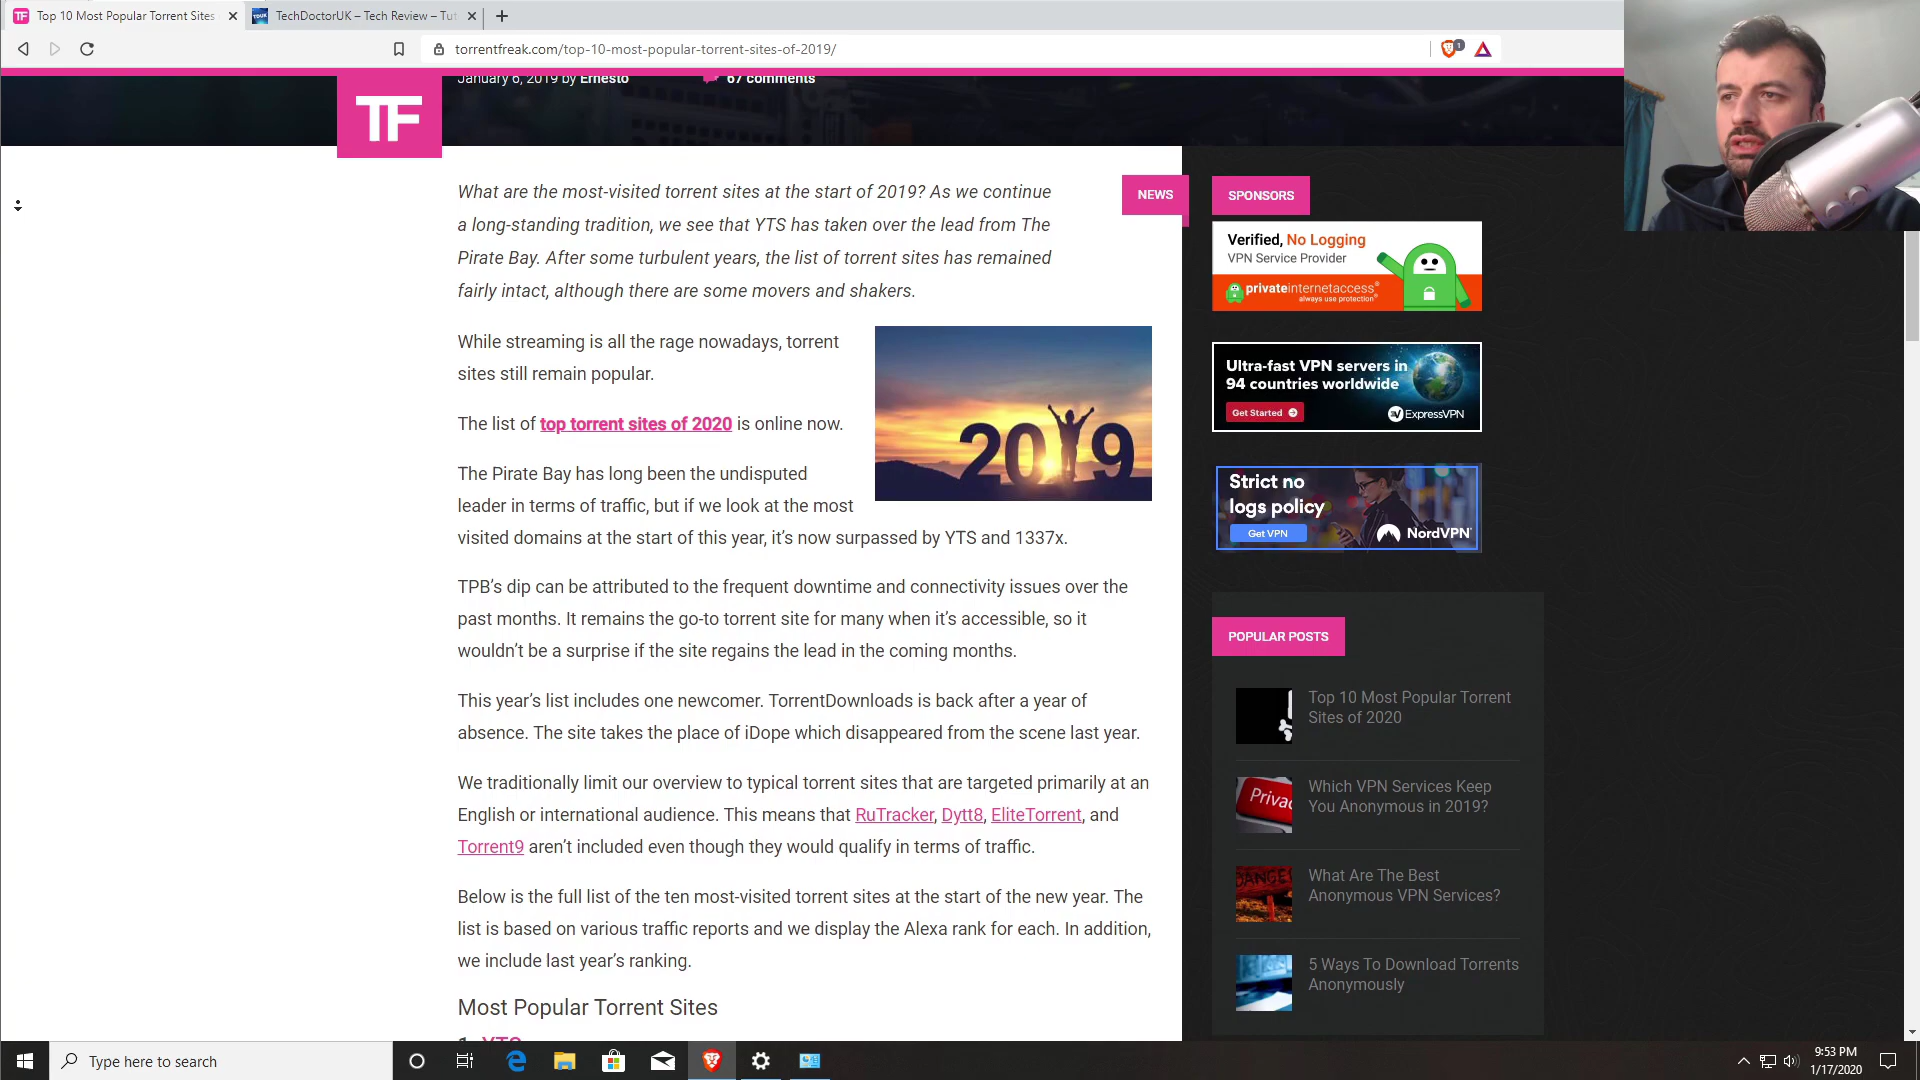 Top 10 Most Popular Torrent Sites
TechDoctorUK – Tech Review – Tut
torrentfreak.com/top-10-most-popular-torrent-sites-of-2019/
1
January 6, 2019 by Ernesto
67 comments
TF
NEWS
What are the most-visited torrent sites at the start of 2019? As we continue
a long-standing tradition, we see that YTS has taken over the lead from The
Pirate Bay. After some turbulent years, the list of torrent sites has remained
fairly intact, although there are some movers and shakers.
While streaming is all the rage nowadays, torrent
sites still remain popular.
The list of top torrent sites of 2020 is online now.
2019
The Pirate Bay has long been the undisputed
leader in terms of traffic, but if we look at the most
visited domains at the start of this year, it’s now surpassed by YTS and 1337x.
TPB’s dip can be attributed to the frequent downtime and connectivity issues over the
past months. It remains the go-to torrent site for many when it’s accessible, so it
wouldn’t be a surprise if the site regains the lead in the coming months.
This year’s list includes one newcomer. TorrentDownloads is back after a year of
absence. The site takes the place of iDope which disappeared from the scene last year.
We traditionally limit our overview to typical torrent sites that are targeted primarily at an
English or international audience. This means that RuTracker, Dytt8, EliteTorrent, and
Torrent9 aren’t included even though they would qualify in terms of traffic.
Below is the full list of the ten most-visited torrent sites at the start of the new year. The
list is based on various traffic reports and we display the Alexa rank for each. In addition,
we include last year’s ranking.
Most Popular Torrent Sites
1. YTS
SPONSORS
Verified, No Logging
VPN Service Provider
privateinternetaccess®
always use protection®
Ultra-fast VPN servers in
94 countries worldwide
Get Started
ExpressVPN
Strict no
logs policy
Get VPN
NordVPN®
POPULAR POSTS
Top 10 Most Popular Torrent
Sites of 2020
Privac
Which VPN Services Keep
You Anonymous in 2019?
DANGE
What Are The Best
Anonymous VPN Services?
5 Ways To Download Torrents
Anonymously
Type here to search
9:53 PM
1/17/2020